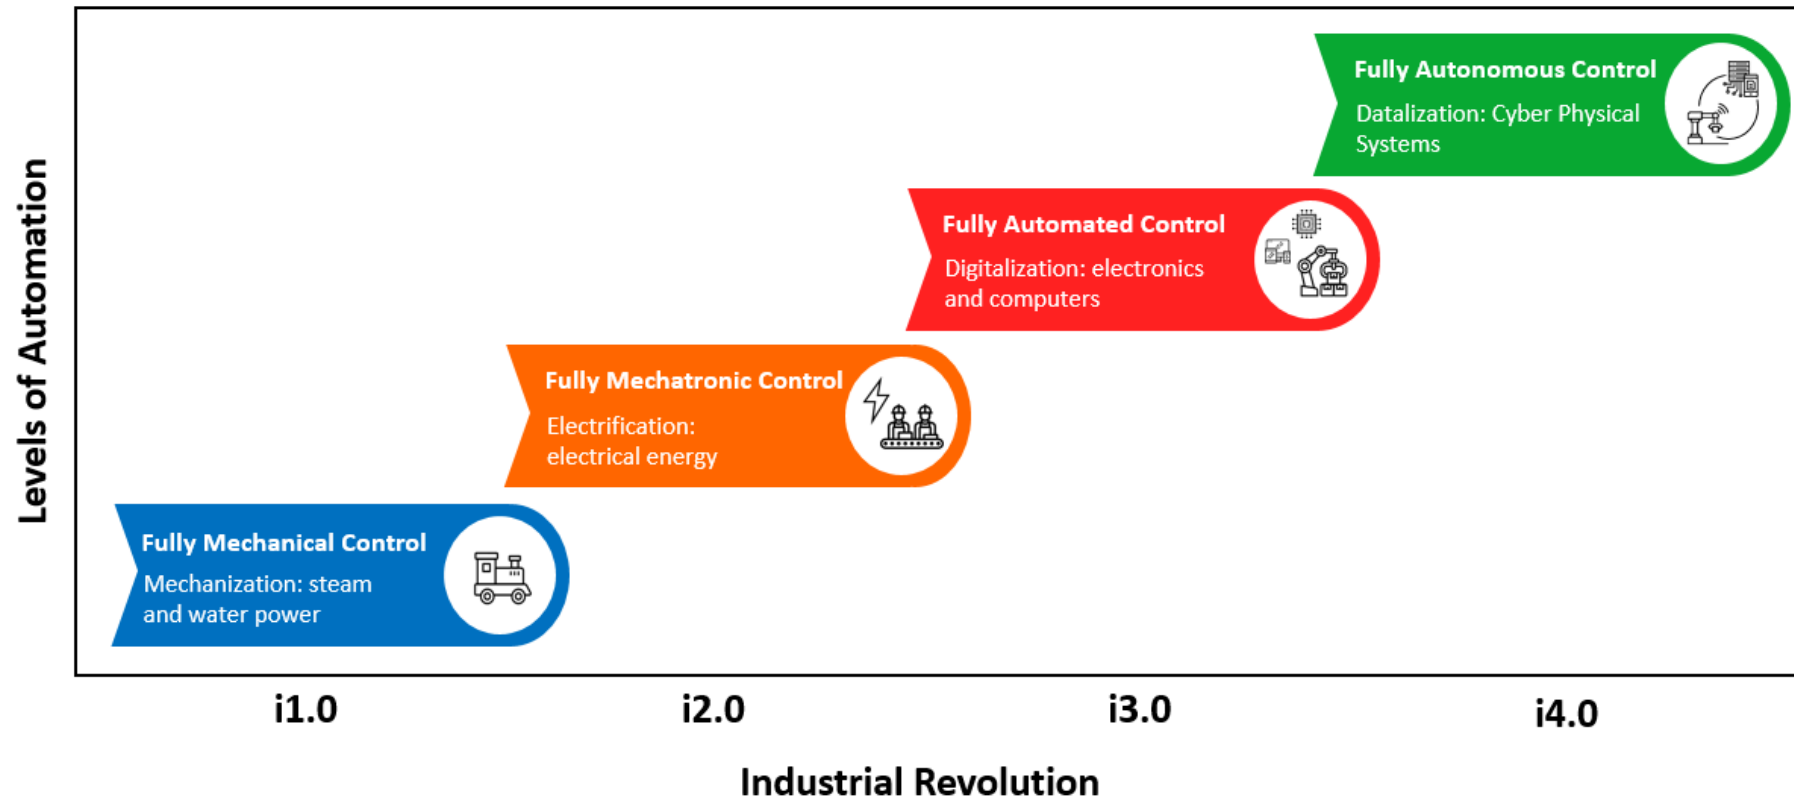 Fully Autonomous Control
Datalization: Cyber Physical
Systems
Fully Automated Control
Digitalization: electronics
and computers
Fully Mechatronic Control
Electrification:
electrical energy
Fully Mechanical Control
Mechanization: steam
and water power
Levels of Automation
i1.0
i2.0
i3.0
i4.0
Industrial Revolution